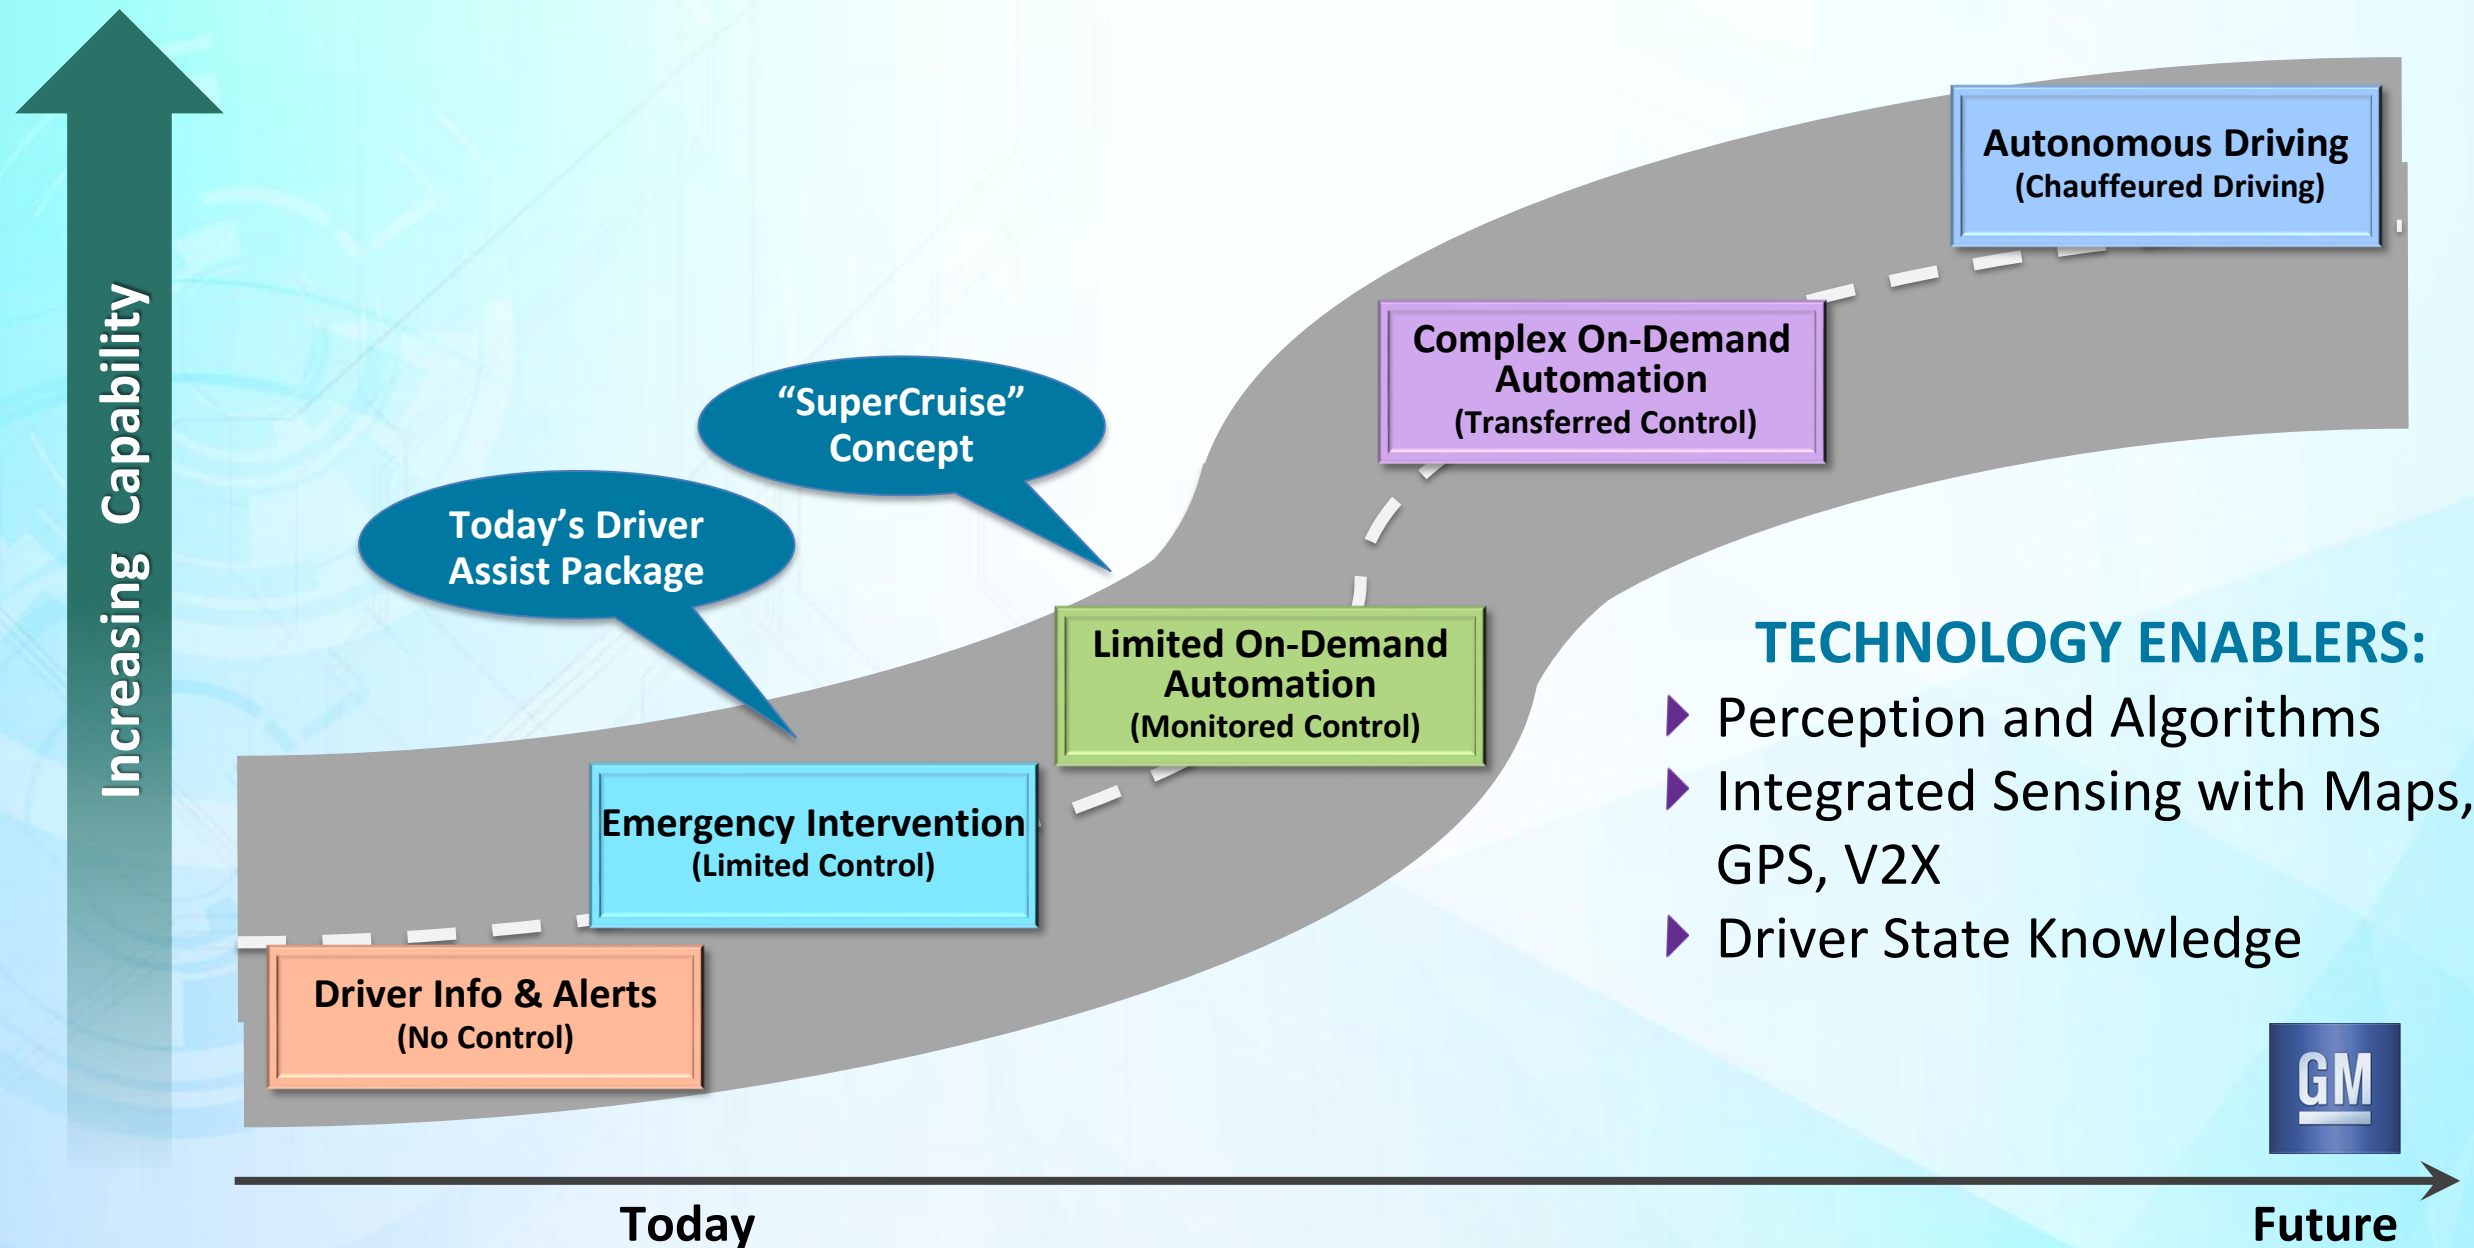 Increasing Capability
Autonomous Driving
(Chauffeured Driving)
Complex On-Demand
Automation
(Transferred Control)
“SuperCruise”
Concept
Today’s Driver
Assist Package
Limited On-Demand
Automation
(Monitored Control)
Emergency Intervention
(Limited Control)
Driver Info & Alerts
(No Control)
TECHNOLOGY ENABLERS:
Perception and Algorithms
Integrated Sensing with Maps,
GPS, V2X
Driver State Knowledge
GM
Today
Future